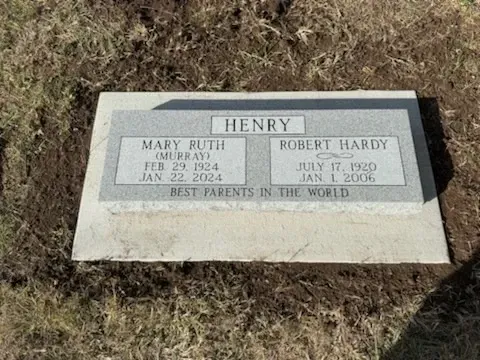 HENRY
MARY RUTH
(MURRAY)
FEB. 29, 1924
JAN. 22, 2024
ROBERT HARDY
JULY 17, 1920
JAN. 1, 2006
BEST PARENTS IN THE WORLD